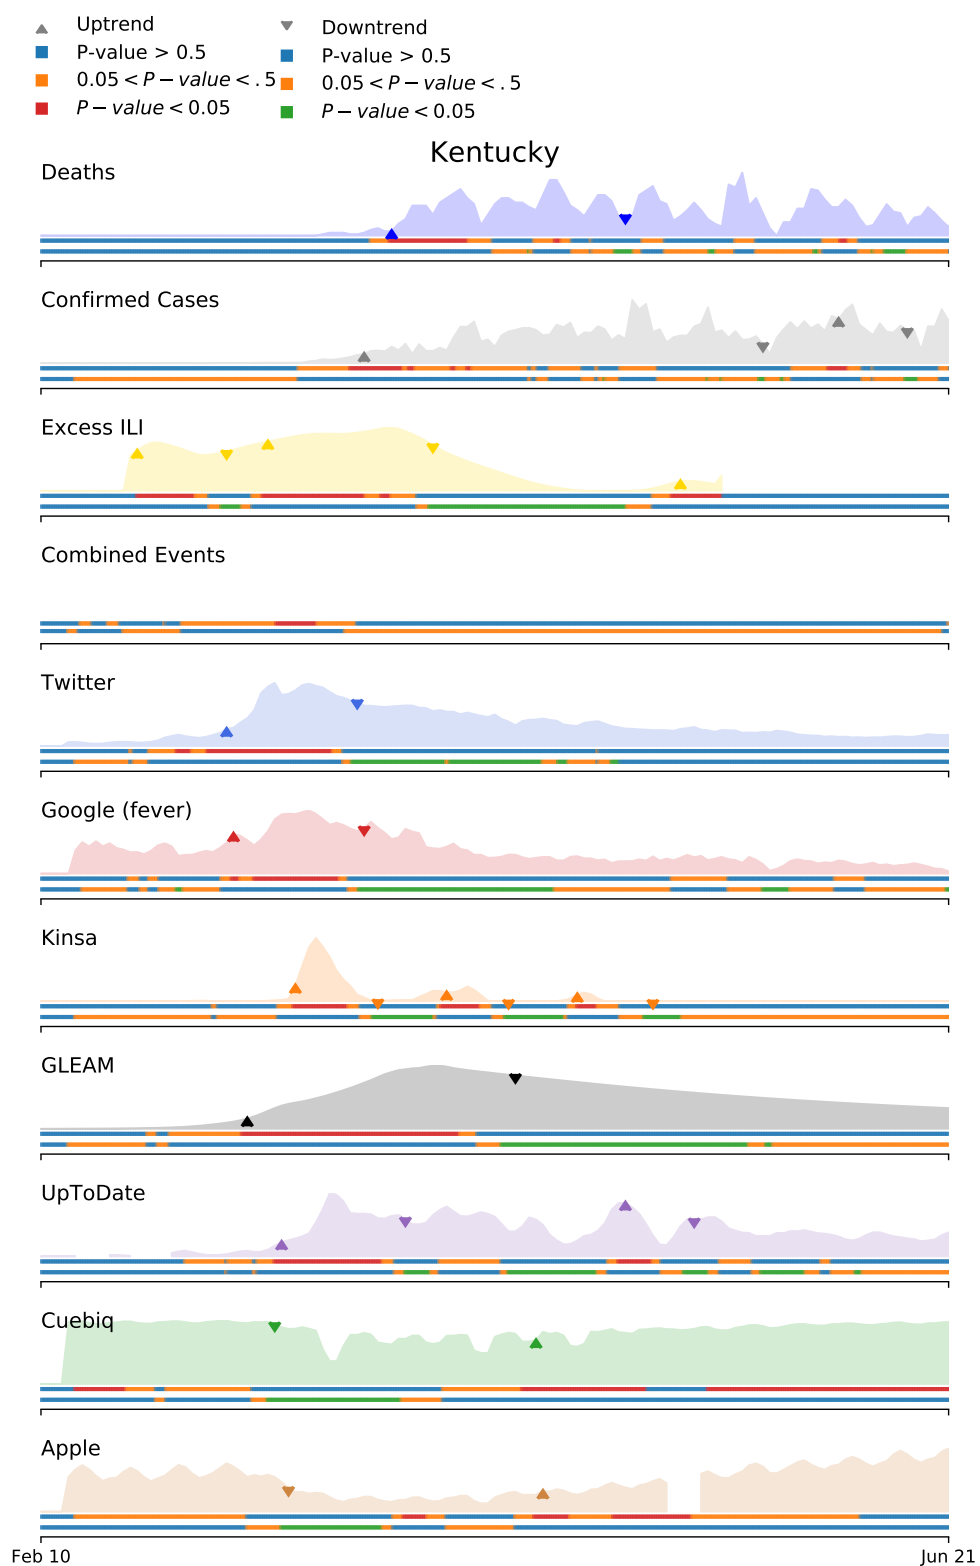 Uptrend
P-value > 0.5
0.05 < P − value < .5
P − value < 0.05
Downtrend
P-value > 0.5
0.05 < P − value < .5
P − value < 0.05
Kentucky
Deaths
Confirmed Cases
Excess ILI
Combined Events
Twitter
Google (fever)
Kinsa
GLEAM
UpToDate
Cuebiq
Apple
Feb 10
Jun 21